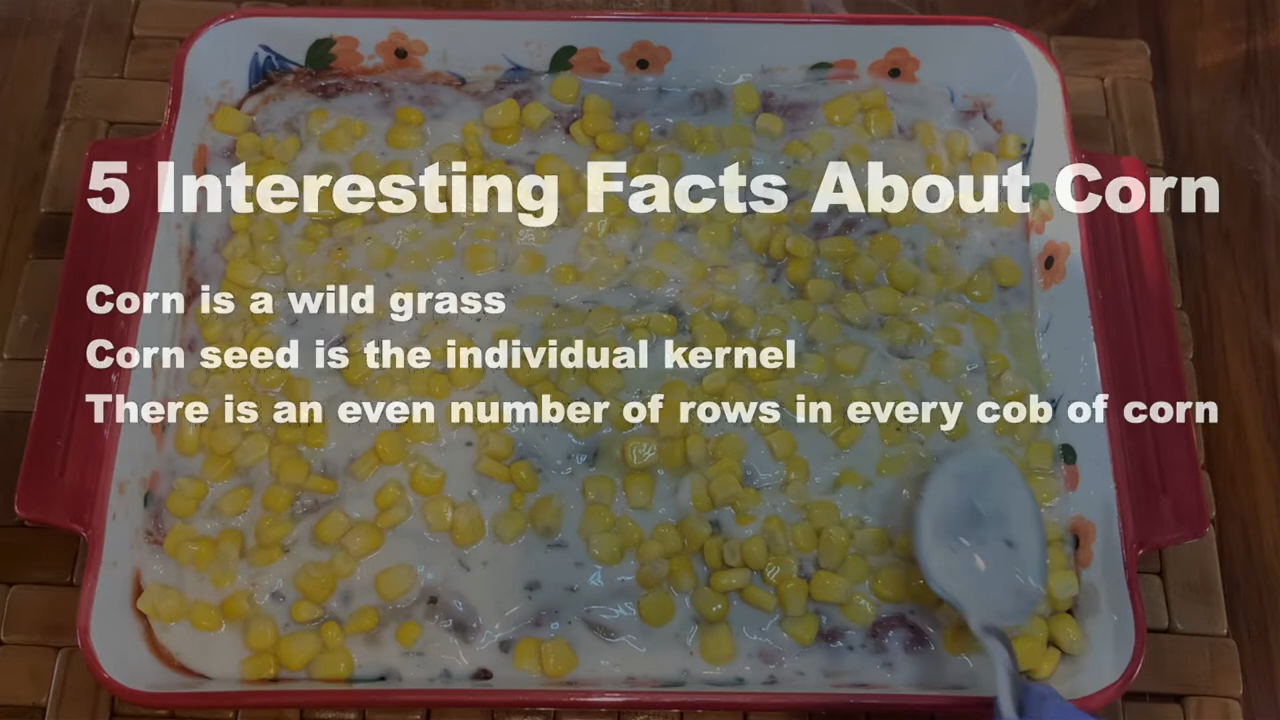 5 Interesting Facts About Corn
Corn is a wild grass
Corn seed is the individual kernel
There is an even number of rows in every cob of corn